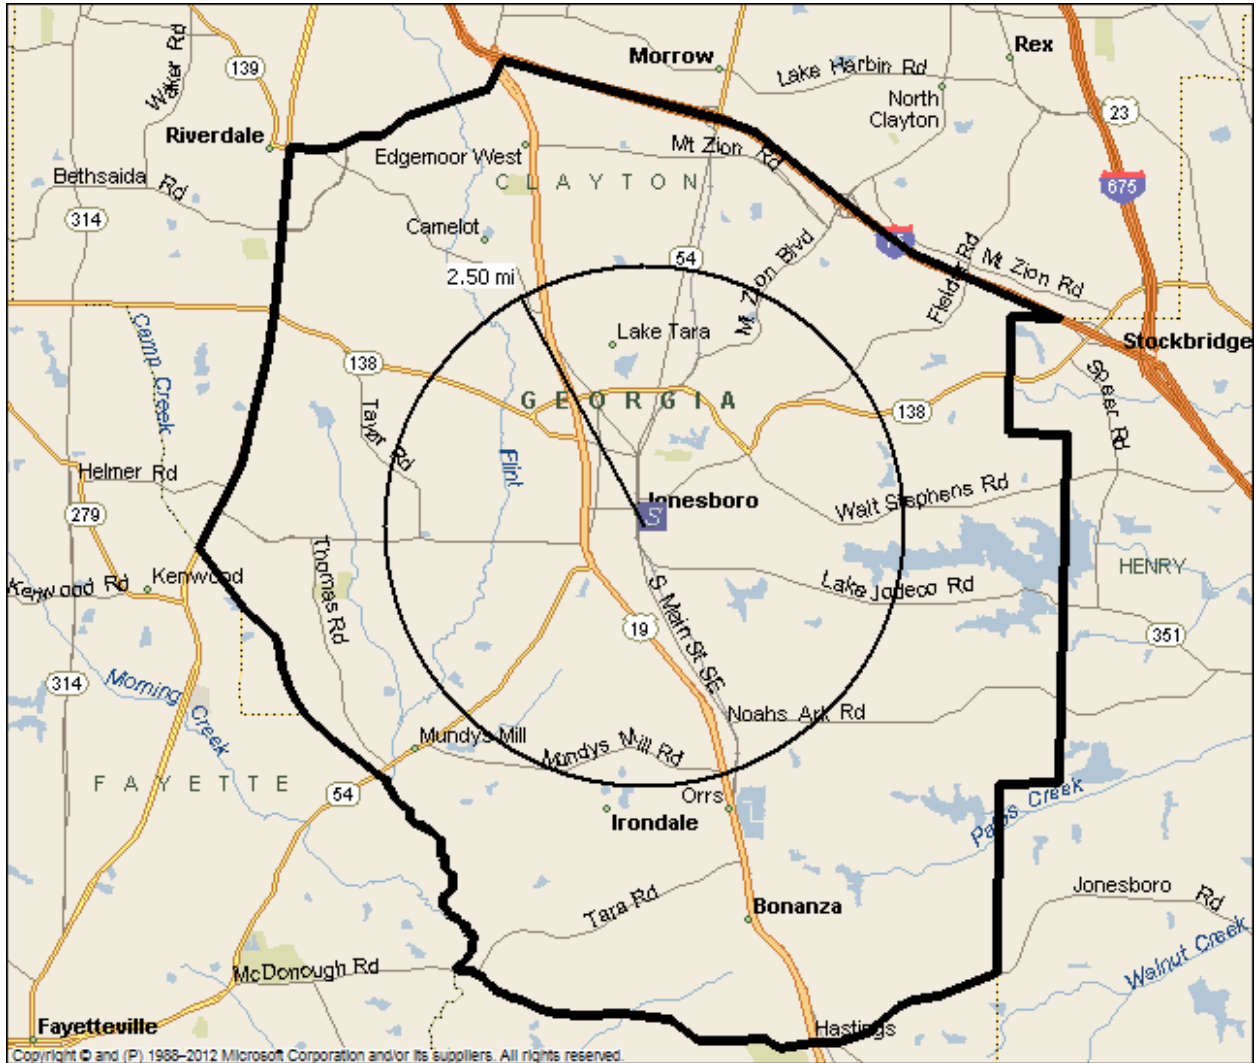 Morrow
Rex
Lake Harbin Rd
Walker Rd
139
North
Clayton
23
Riverdale
Edgemoor West
Mt Zion Rd
CLAYTON
675
Bethsaida Rd
314
Camelot
54
Mt Zion Blvd
Mt Zion Rd
2.50 mi
Lake Tara
Stockbridge
Camp Creek
138
GEORGIA
138
Speer Rd
Helmer Rd
Flint
Jonesboro
S
Walt Stephens Rd
279
Thomas Rd
HENRY
Kenwood Rd
Kenwood
Lake Jodeco Rd
S Main St SE
19
351
314
Morning Creek
Noahs Ark Rd
Mundys Mill
Mundys Mill Rd
FAYETTE
54
Orrs
Irondale
Pates Creek
Jonesboro Rd
Tara Rd
Bonanza
McDonough Rd
Walnut Creek
Fayetteville
Hastings
Copyright © and (P) 1988–2012 Microsoft Corporation and/or its suppliers. All rights reserved.